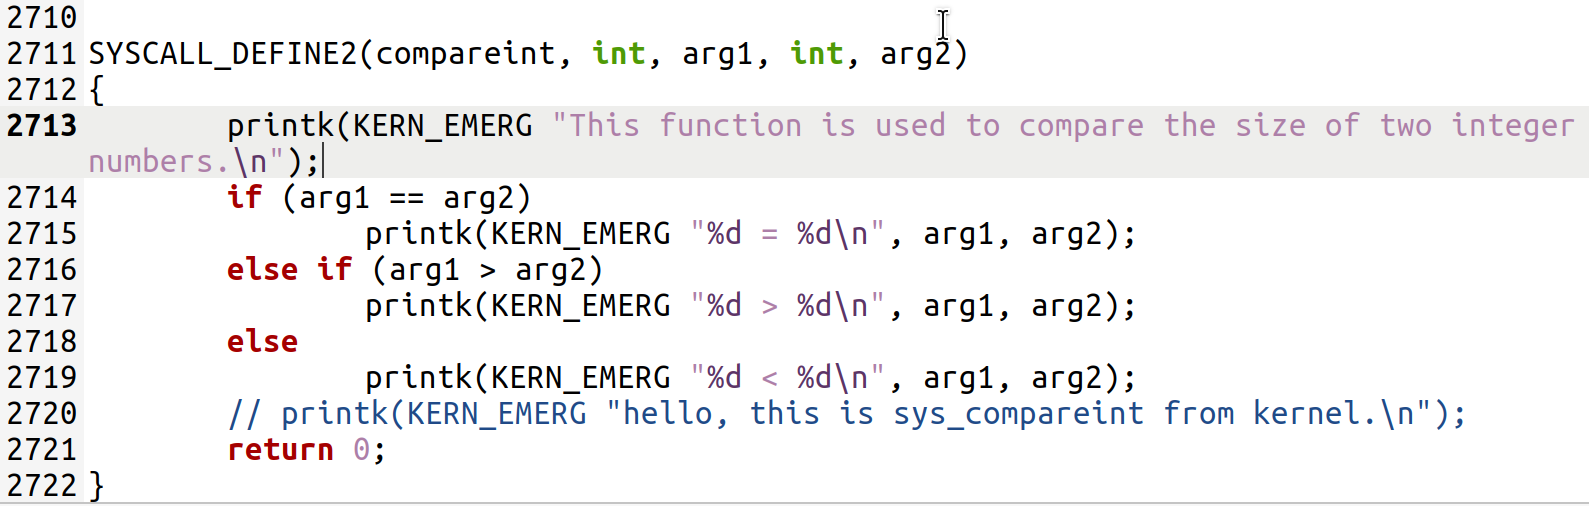 2710
2711 SYSCALL_DEFINE2(compareint, int, arg1, int, arg2)
2712 {
2713 printk(KERN_EMERG "This function is used to compare the size of two integer
numbers.\n");
2714 if (arg1 == arg2)
2715 printk(KERN_EMERG "%d = %d\n", arg1, arg2);
2716 else if (arg1 > arg2)
2717 printk(KERN_EMERG "%d > %d\n", arg1, arg2);
2718 else
2719 printk(KERN_EMERG "%d < %d\n", arg1, arg2);
2720 // printk(KERN_EMERG "hello, this is sys_compareint from kernel.\n");
2721 return 0;
2722 }